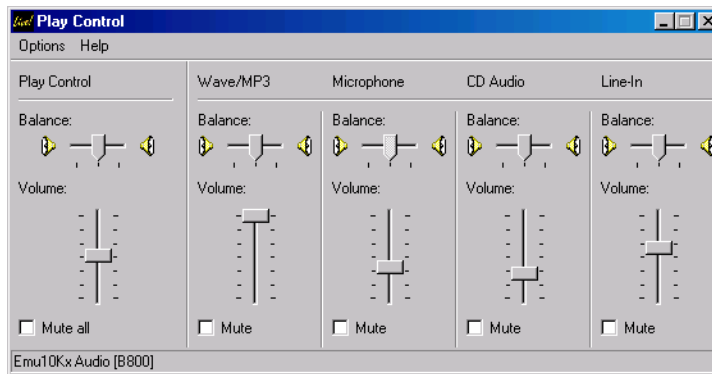 Live! Play Control
Options Help
Play Control Wave/MP3 Microphone CD Audio Line-In
Balance: Balance: Balance: Balance: Balance:
Volume: Volume: Volume: Volume: Volume:
Mute all Mute Mute Mute Mute
Emu10Kx Audio [B800]